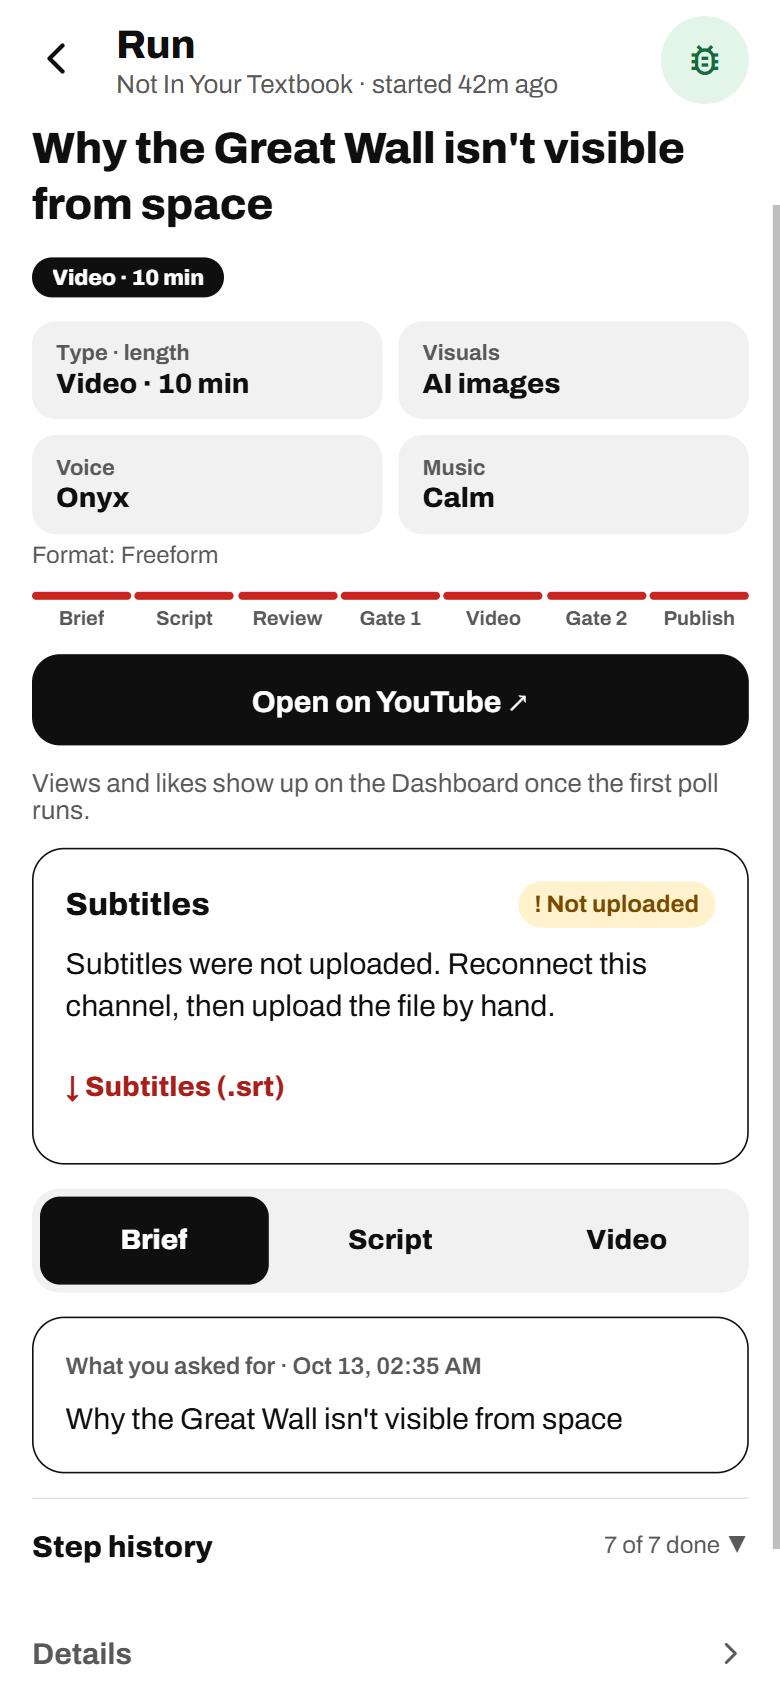 Run
Not In Your Textbook · started 42m ago
Why the Great Wall isn't visible
from space
Video · 10 min
Type · length
Video · 10 min
Visuals
AI images
Voice
Onyx
Music
Calm
Format: Freeform
Brief
Script
Review
Gate 1
Video
Gate 2
Publish
Open on YouTube ↗
Views and likes show up on the Dashboard once the first poll
runs.
Subtitles
! Not uploaded
Subtitles were not uploaded. Reconnect this
channel, then upload the file by hand.
↓ Subtitles (.srt)
Brief
Script
Video
What you asked for · Oct 13, 02:35 AM
Why the Great Wall isn't visible from space
Step history
7 of 7 done ▼
Details